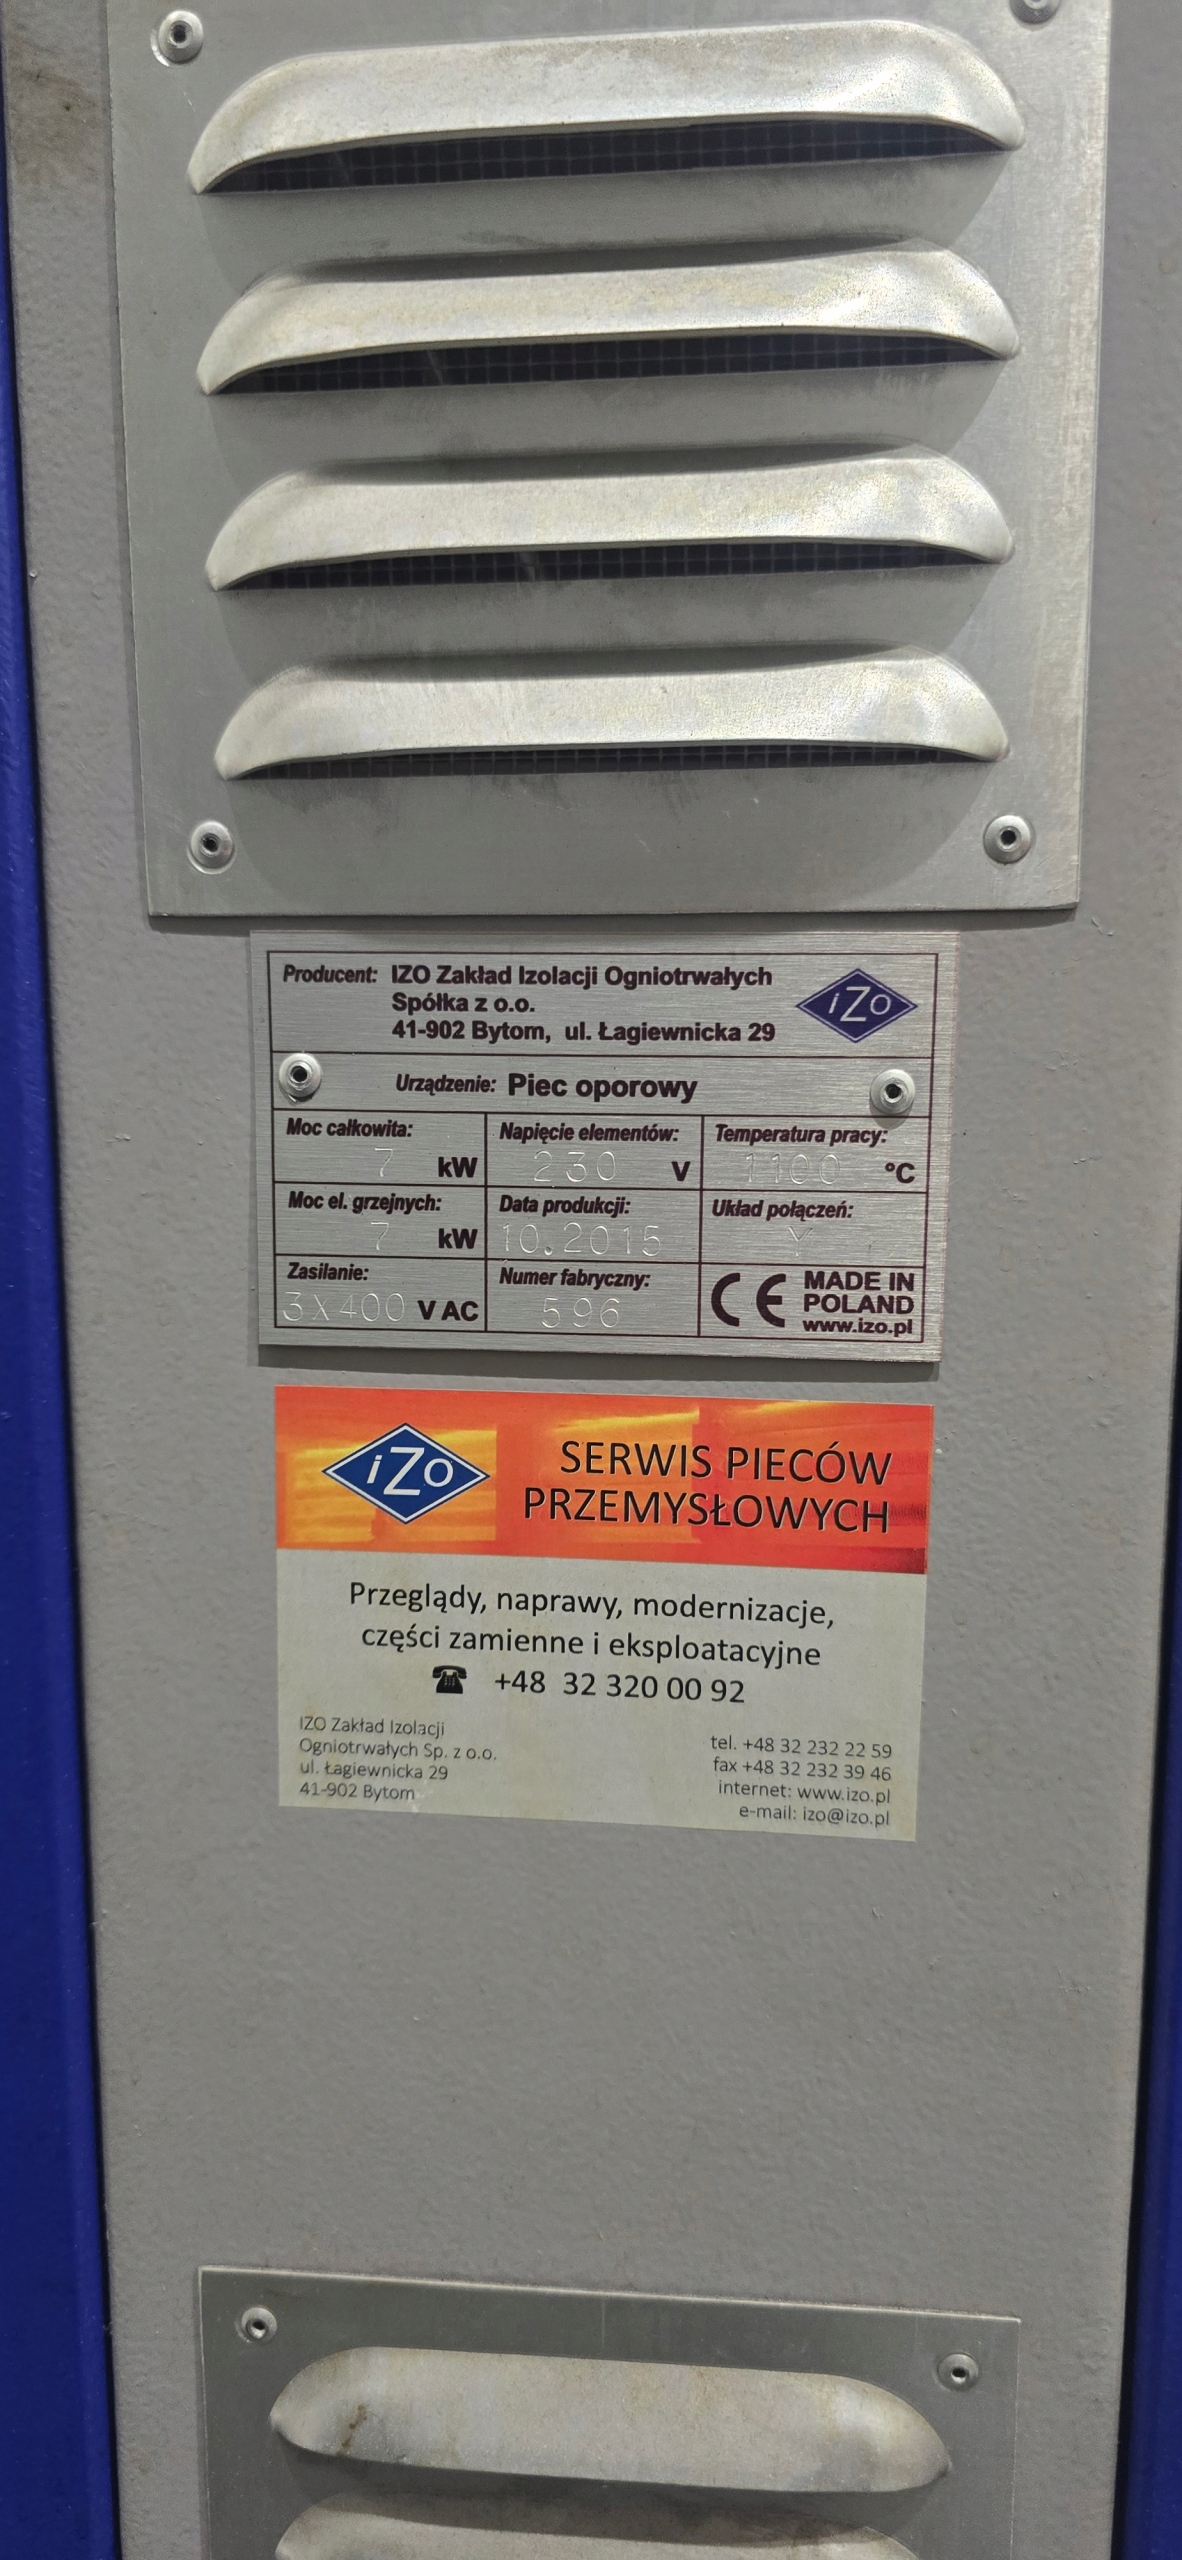 Producent: IZO Zakład Izolacji Ogniotrwałych
Spółka z o.o.
41-902 Bytom, ul. Łagiewnicka 29
iZo
Urządzenie: Piec oporowy
Moc całkowita:
7 kW
Napięcie elementów:
230 V
Temperatura pracy:
1100 °C
Moc el. grzejnych:
7 kW
Data produkcji:
10.2015
Układ połączeń:
Y
Zasilanie:
3X400 V AC
Numer fabryczny:
596
CE
MADE IN
POLAND
www.izo.pl
iZo
SERWIS PIECÓW
PRZEMYSŁOWYCH
Przeglądy, naprawy, modernizacje,
części zamienne i eksploatacyjne
☎ +48 32 320 00 92
IZO Zakład Izolacji
Ogniotrwałych Sp. z o.o.
ul. Łagiewnicka 29
41-902 Bytom
tel. +48 32 232 22 59
fax +48 32 232 39 46
internet: www.izo.pl
e-mail: izo@izo.pl